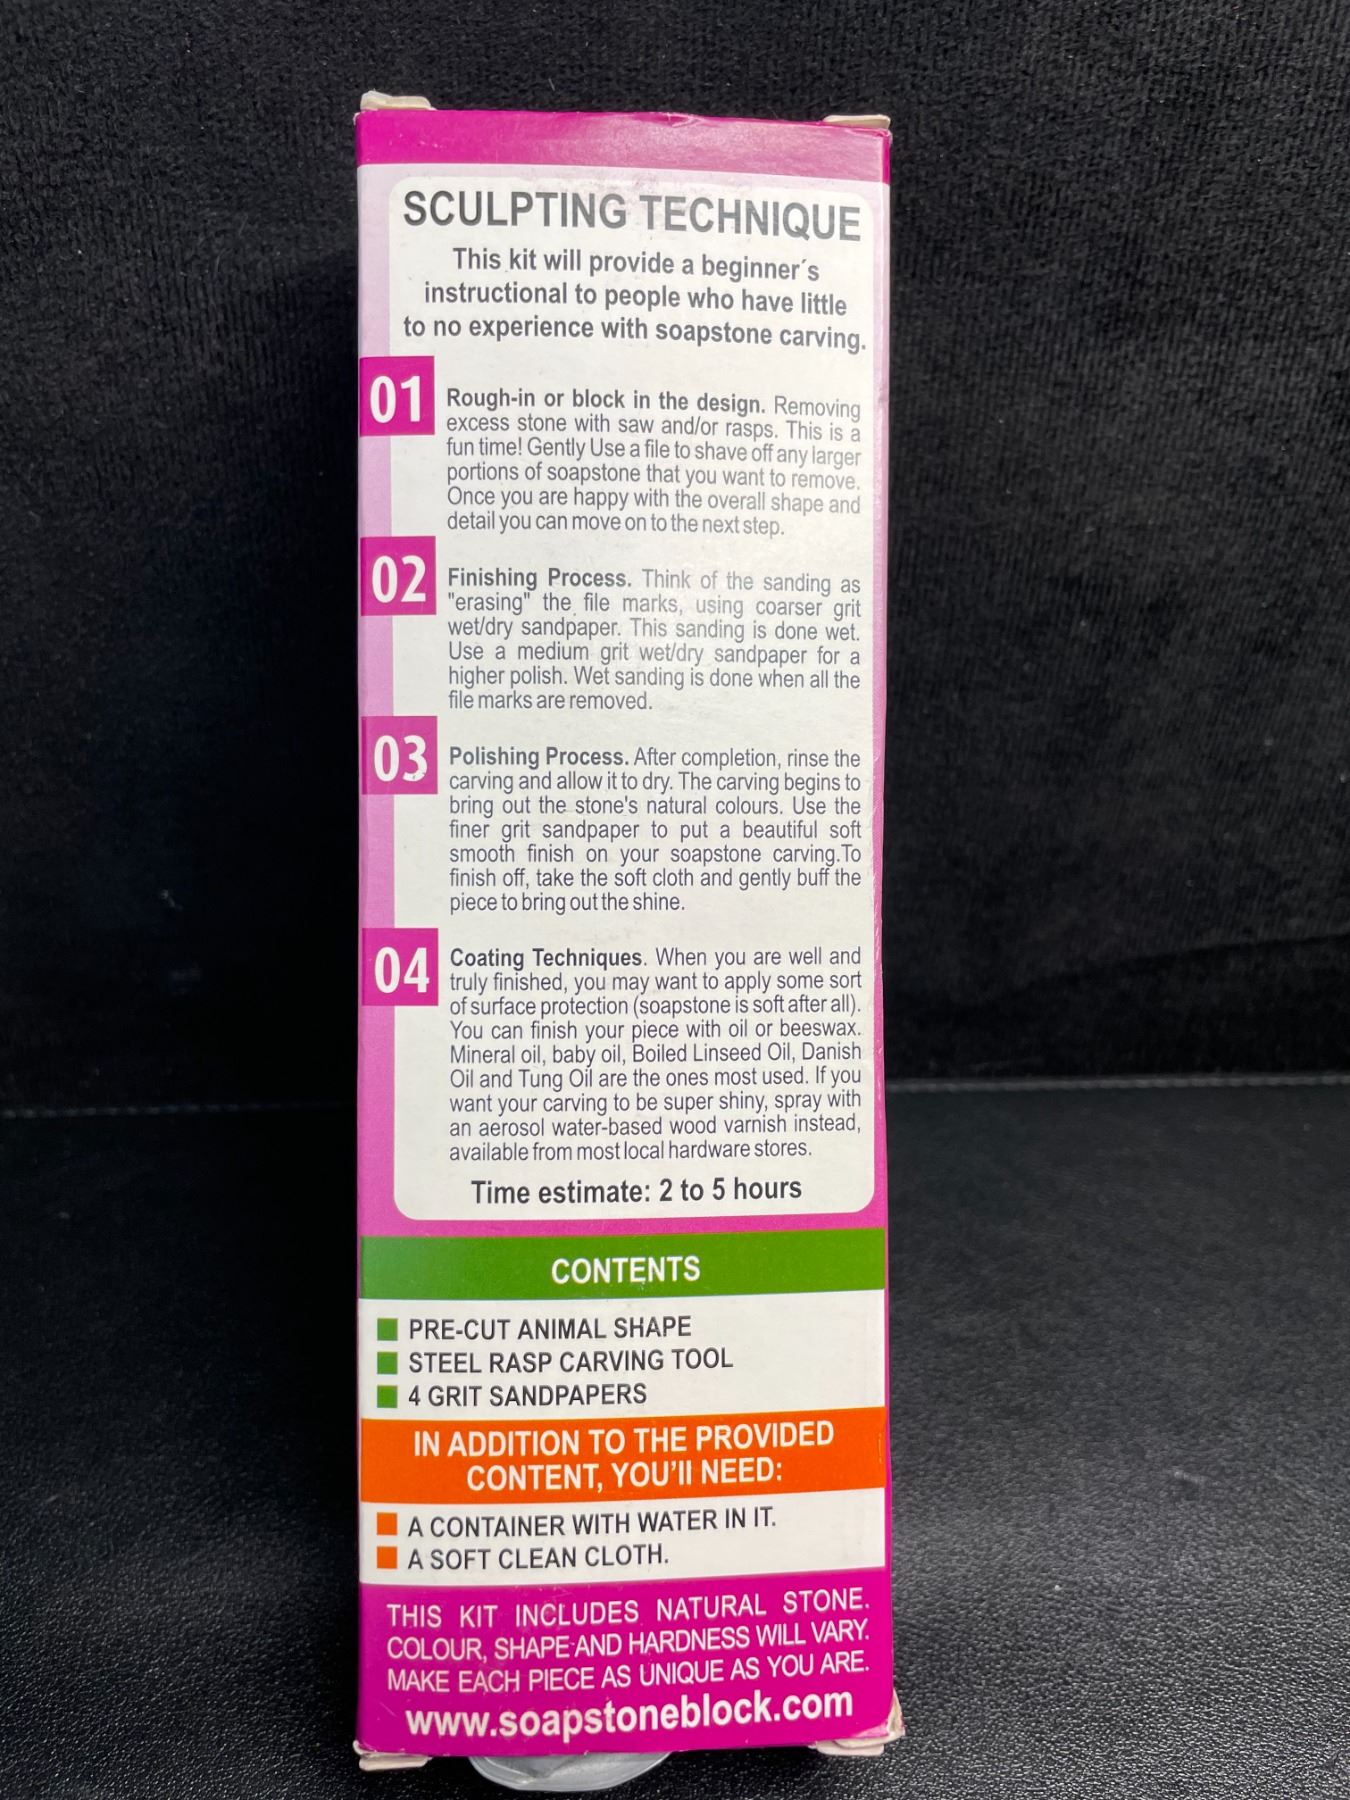 SCULPTING TECHNIQUE
This kit will provide a beginner´s
instructional to people who have little
to no experience with soapstone carving.
01
Rough-in or block in the design. Removing
excess stone with saw and/or rasps. This is a
fun time! Gently Use a file to shave off any larger
portions of soapstone that you want to remove.
Once you are happy with the overall shape and
detail you can move on to the next step.
02
Finishing Process. Think of the sanding as
"erasing" the file marks, using coarser grit
wet/dry sandpaper. This sanding is done wet.
Use a medium grit wet/dry sandpaper for a
higher polish. Wet sanding is done when all the
file marks are removed.
03
Polishing Process. After completion, rinse the
carving and allow it to dry. The carving begins to
bring out the stone's natural colours. Use the
finer grit sandpaper to put a beautiful soft
smooth finish on your soapstone carving.To
finish off, take the soft cloth and gently buff the
piece to bring out the shine.
04
Coating Techniques. When you are well and
truly finished, you may want to apply some sort
of surface protection (soapstone is soft after all).
You can finish your piece with oil or beeswax.
Mineral oil, baby oil, Boiled Linseed Oil, Danish
Oil and Tung Oil are the ones most used. If you
want your carving to be super shiny, spray with
an aerosol water-based wood varnish instead,
available from most local hardware stores.
Time estimate: 2 to 5 hours
CONTENTS
PRE-CUT ANIMAL SHAPE
STEEL RASP CARVING TOOL
4 GRIT SANDPAPERS
IN ADDITION TO THE PROVIDED
CONTENT, YOU'll NEED:
A CONTAINER WITH WATER IN IT.
A SOFT CLEAN CLOTH.
THIS KIT INCLUDES NATURAL STONE.
COLOUR, SHAPE AND HARDNESS WILL VARY.
MAKE EACH PIECE AS UNIQUE AS YOU ARE.
www.soapstoneblock.com